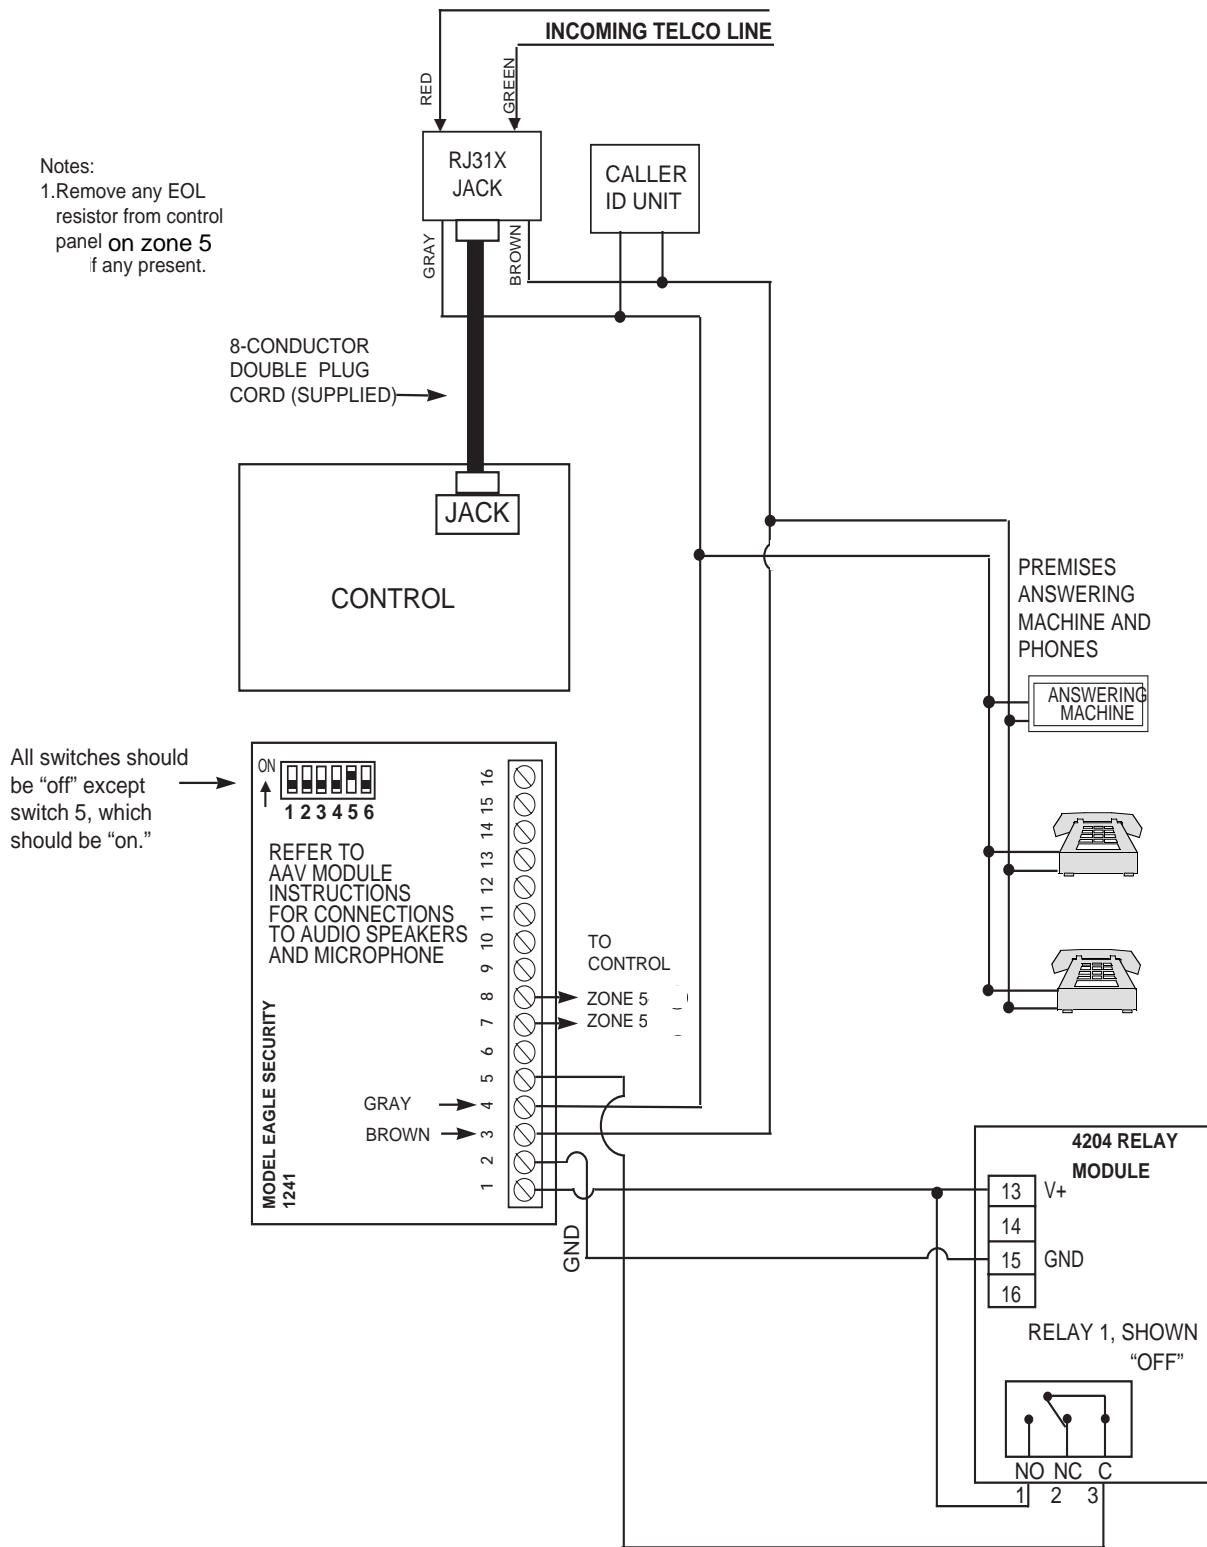 INCOMING TELCO LINE
RED
GREEN
RJ31X
JACK
CALLER
ID UNIT
Notes:
1.Remove any EOL
resistor from control
panel on zone 5
if any present.
GRAY
BROWN
8-CONDUCTOR
DOUBLE PLUG
CORD (SUPPLIED)
JACK
CONTROL
PREMISES
ANSWERING
MACHINE AND
PHONES
ANSWERING
MACHINE
All switches should
be “off” except
switch 5, which
should be “on.”
ON
1 2 3 4 5 6
REFER TO
AAV MODULE
INSTRUCTIONS
FOR CONNECTIONS
TO AUDIO SPEAKERS
AND MICROPHONE
MODEL EAGLE SECURITY
1241
16
15
14
13
12
11
10
9
8
7
6
5
4
3
2
1
TO
CONTROL
ZONE 5
ZONE 5
GRAY
BROWN
GND
4204 RELAY
MODULE
13 V+
14
15 GND
16
RELAY 1, SHOWN
“OFF”
NO NC C
1 2 3